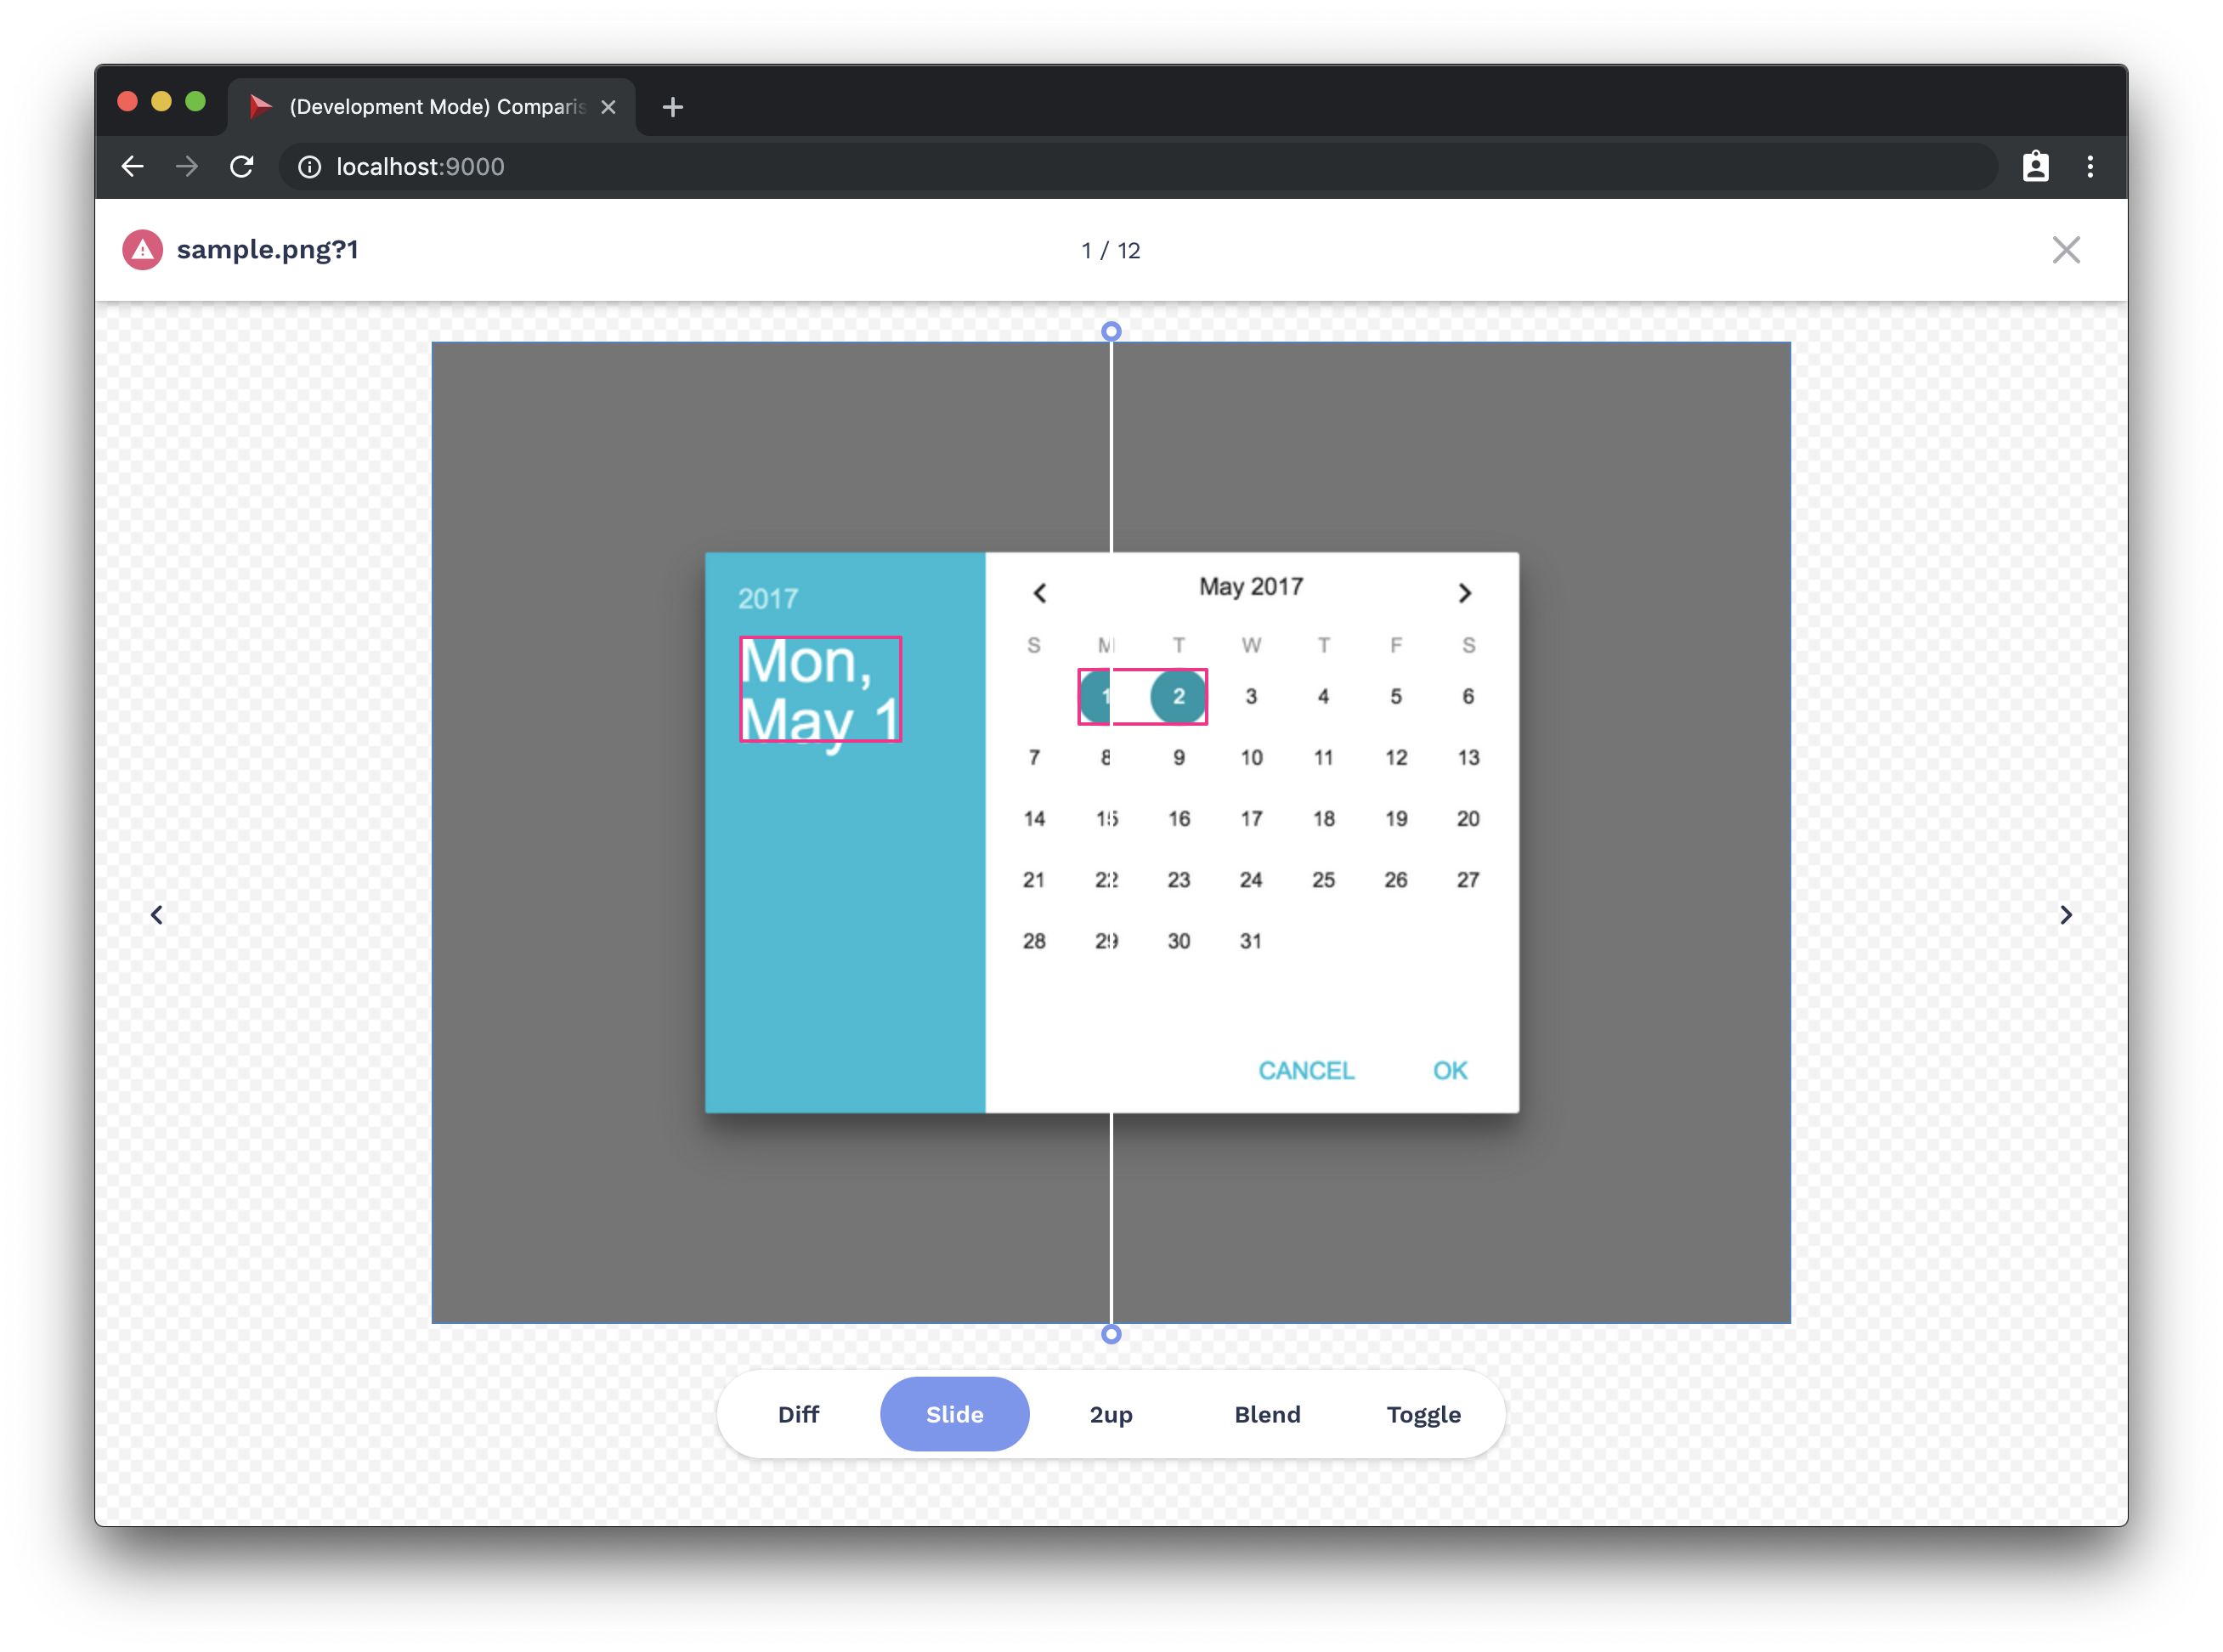 (Development Mode) Comparis
localhost:9000
sample.png?1
1 / 12
2017
Mon,
May 1
May 2017
S M T W T F S
1 2 3 4 5 6
7 8 9 10 11 12 13
14 15 16 17 18 19 20
21 22 23 24 25 26 27
28 29 30 31
CANCEL OK
Diff Slide 2up Blend Toggle